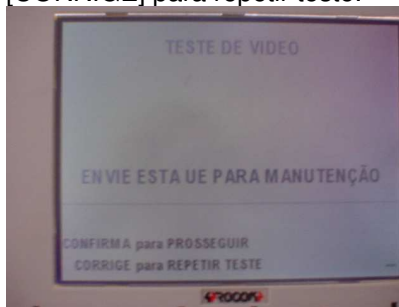 [CORRIGE] para repetir teste.
TESTE DE VIDEO
ENVIE ESTA UE PARA MANUTENÇÃO
CONFIRMA para PROSSEGUIR
CORRIGE para REPETIR TESTE
PROCOMP